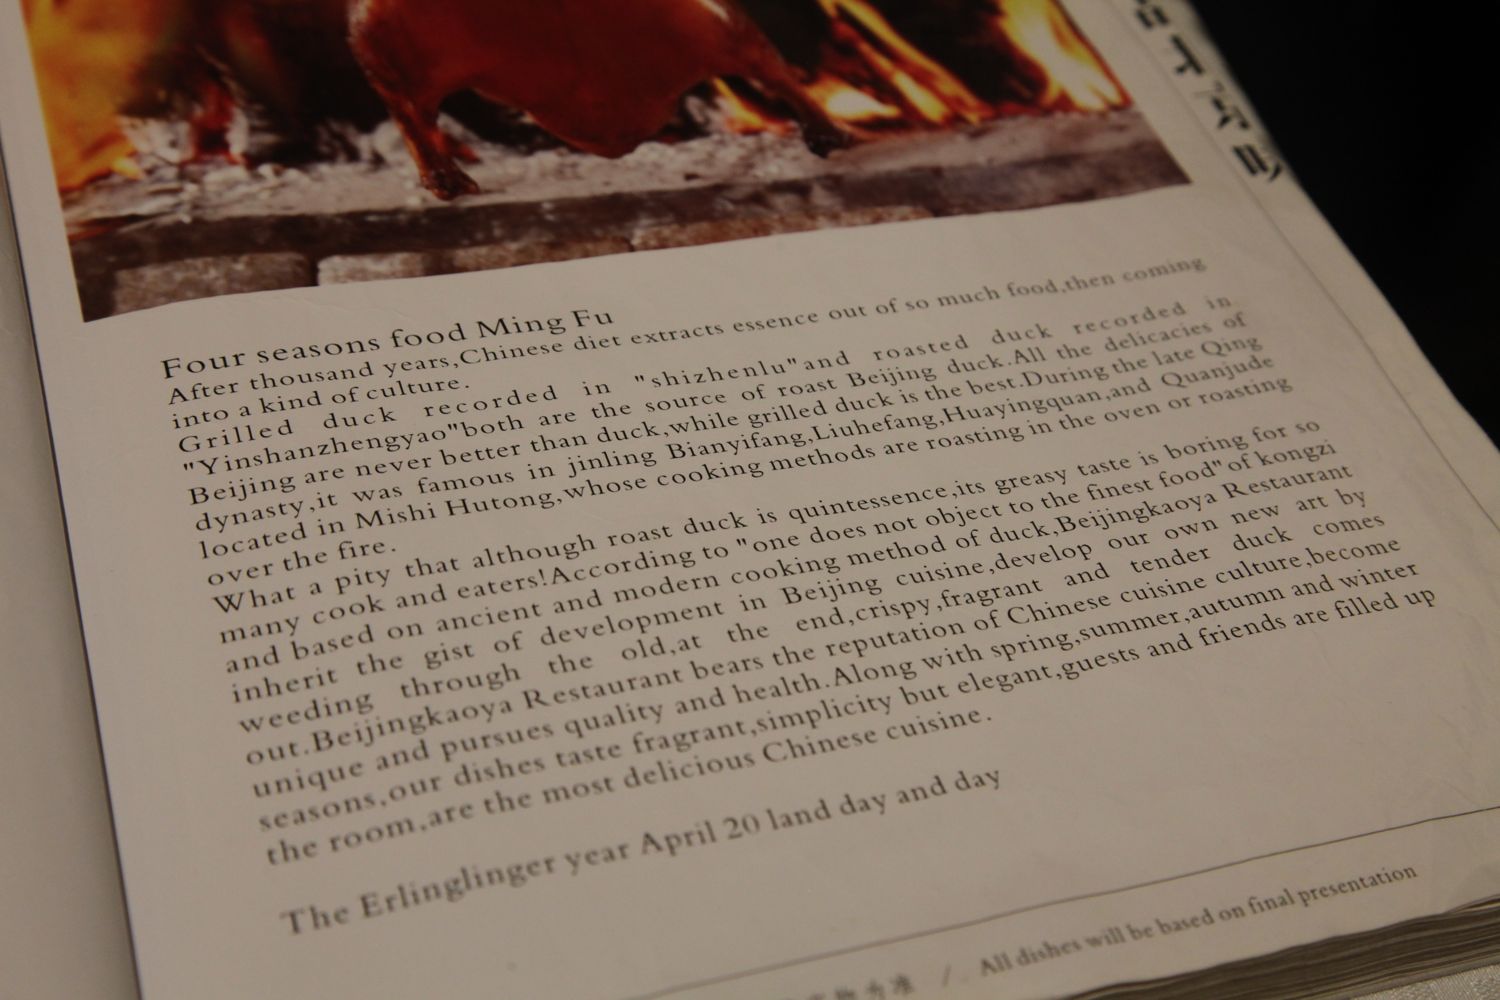 Four seasons food Ming Fu
After thousand years,Chinese diet extracts essence out of so much food,then coming
into a kind of culture.
Grilled duck recorded in "shizhenlu"and roasted duck recorded in
"Yinshanzhengyao"both are the source of roast Beijing duck.All the delicacies of
Beijing are never better than duck,while grilled duck is the best.During the late Qing
dynasty,it was famous in jinling Bianyifang,Liuhefang,Huayingquan,and Quanjude
located in Mishi Hutong,whose cooking methods are roasting in the oven or roasting
over the fire.
What a pity that although roast duck is quintessence,its greasy taste is boring for so
many cook and eaters!According to "one does not object to the finest food"of kongzi
and based on ancient and modern cooking method of duck,Beijingkaoya Restaurant
inherit the gist of development in Beijing cuisine,develop our own new art by
weeding through the old,at the end,crispy,fragrant and tender duck comes
out.Beijingkaoya Restaurant bears the reputation of Chinese cuisine culture,become
unique and pursues quality and health.Along with spring,summer,autumn and winter
seasons,our dishes taste fragrant,simplicity but elegant,guests and friends are filled up
the room,are the most delicious Chinese cuisine.
The Erlinglinger year April 20 land day and day
为准 / All dishes will be based on final presentation